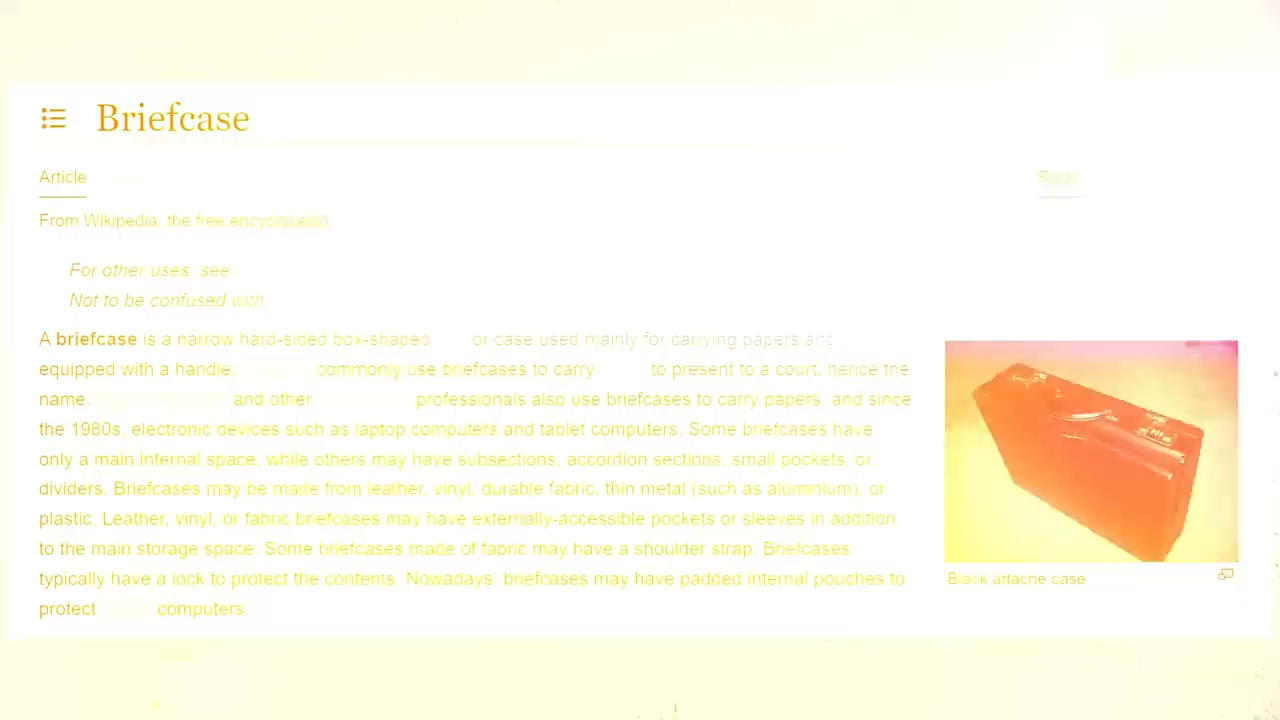 Briefcase
Article
From Wikipedia, the free encyclopedia
For other uses, see
Not to be confused with
A briefcase is a narrow hard-sided box-shaped or case used mainly for carrying papers and
equipped with a handle. commonly use briefcases to carry to present to a court, hence the
name. and other professionals also use briefcases to carry papers, and since
the 1980s, electronic devices such as laptop computers and tablet computers. Some briefcases have
only a main internal space, while others may have subsections, accordion sections, small pockets, or
dividers. Briefcases may be made from leather, vinyl, durable fabric, thin metal (such as aluminium), or
plastic. Leather, vinyl, or fabric briefcases may have externally-accessible pockets or sleeves in addition
to the main storage space. Some briefcases made of fabric may have a shoulder strap. Briefcases
typically have a lock to protect the contents. Nowadays, briefcases may have padded internal pouches to
protect computers.
Black attache case